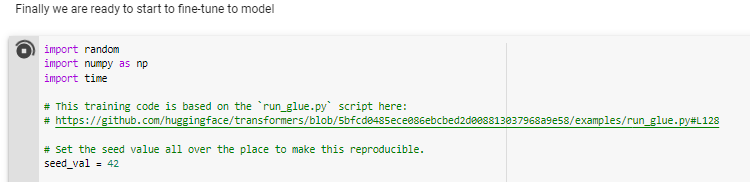 Finally we are ready to start to fine-tune to model
import random
import numpy as np
import time
# This training code is based on the `run_glue.py` script here:
# https://github.com/huggingface/transformers/blob/5bfcd0485ece086ebcbed2d008813037968a9e58/examples/run_glue.py#L128
# Set the seed value all over the place to make this reproducible.
seed_val = 42